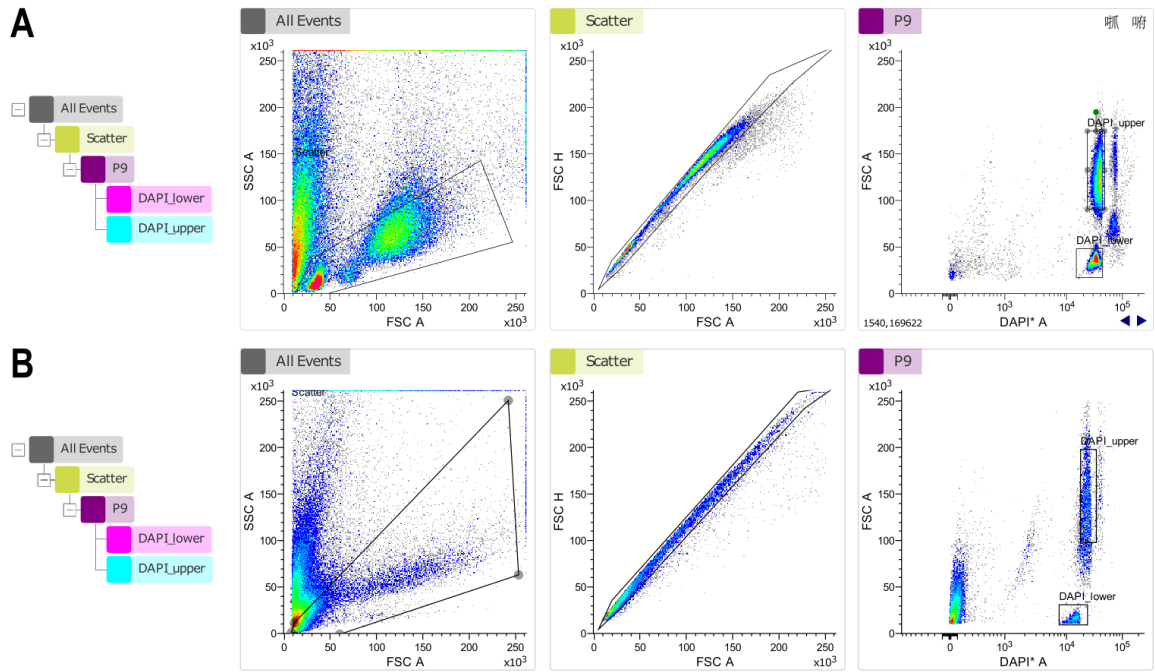 A
All Events
Scatter
P9
DAPI_lower
DAPI_upper
All Events
x10³
250
200
150
100
50
0
SSC A
Scatter
0 50 100 150 200 250
FSC A
x10³
Scatter
x10³
250
200
150
100
50
0
FSC H
0 50 100 150 200 250
FSC A
x10³
P9
x10³
250
200
150
100
50
0
FSC A
DAPI_upper
DAPI_lower
0 10³ 10⁴ 10⁵
1540,169622
DAPI* A
B
All Events
Scatter
P9
DAPI_lower
DAPI_upper
All Events
x10³
Scatter
250
200
150
100
50
0
SSC A
0 50 100 150 200 250
FSC A
x10³
Scatter
x10³
250
200
150
100
50
0
FSC H
0 50 100 150 200 250
FSC A
x10³
P9
x10³
250
200
150
100
50
0
FSC A
DAPI_upper
DAPI_lower
0 10³ 10⁴ 10⁵
DAPI* A